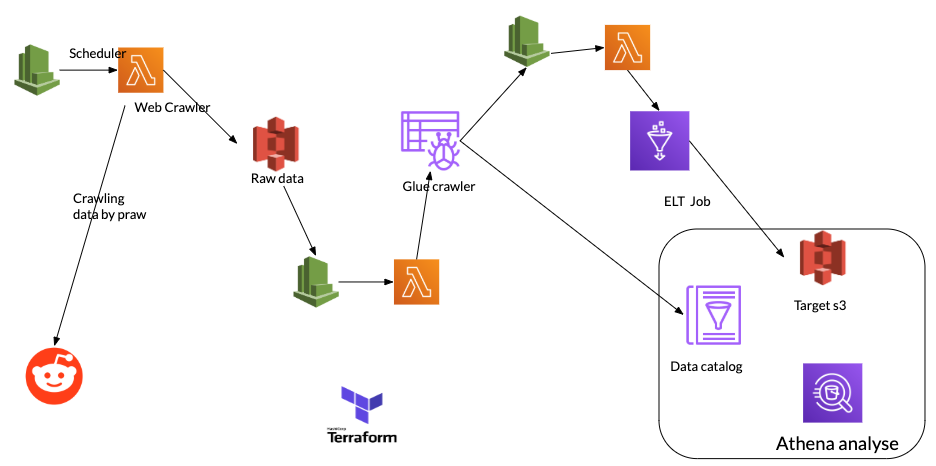 Scheduler
Web Crawler
Raw data
Crawling
data by praw
Glue crawler
ELT Job
Target s3
Data catalog
HashiCorp
Terraform
Athena analyse